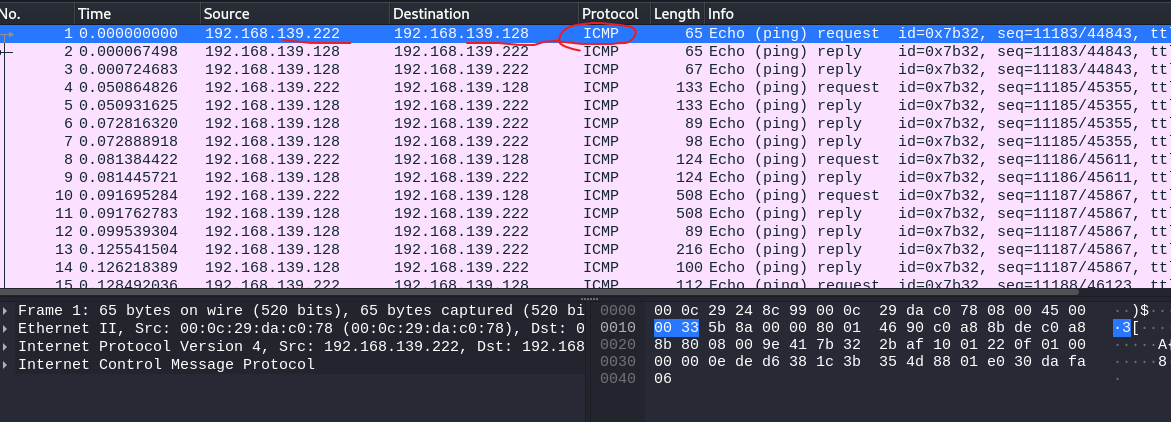 No. Time Source Destination Protocol Length Info
1 0.000000000 192.168.139.222 192.168.139.128 ICMP 65 Echo (ping) request id=0x7b32, seq=11183/44843, tt
2 0.000067498 192.168.139.128 192.168.139.222 ICMP 65 Echo (ping) reply id=0x7b32, seq=11183/44843, tt
3 0.000724683 192.168.139.128 192.168.139.222 ICMP 67 Echo (ping) reply id=0x7b32, seq=11183/44843, tt
4 0.050864826 192.168.139.222 192.168.139.128 ICMP 133 Echo (ping) request id=0x7b32, seq=11185/45355, tt
5 0.050931625 192.168.139.128 192.168.139.222 ICMP 133 Echo (ping) reply id=0x7b32, seq=11185/45355, tt
6 0.072816320 192.168.139.128 192.168.139.222 ICMP 89 Echo (ping) reply id=0x7b32, seq=11185/45355, tt
7 0.072888918 192.168.139.128 192.168.139.222 ICMP 98 Echo (ping) reply id=0x7b32, seq=11185/45355, tt
8 0.081384422 192.168.139.222 192.168.139.128 ICMP 124 Echo (ping) request id=0x7b32, seq=11186/45611, tt
9 0.081445721 192.168.139.128 192.168.139.222 ICMP 124 Echo (ping) reply id=0x7b32, seq=11186/45611, tt
10 0.091695284 192.168.139.222 192.168.139.128 ICMP 508 Echo (ping) request id=0x7b32, seq=11187/45867, tt
11 0.091762783 192.168.139.128 192.168.139.222 ICMP 508 Echo (ping) reply id=0x7b32, seq=11187/45867, tt
12 0.099539304 192.168.139.128 192.168.139.222 ICMP 89 Echo (ping) reply id=0x7b32, seq=11187/45867, tt
13 0.125541504 192.168.139.128 192.168.139.222 ICMP 216 Echo (ping) reply id=0x7b32, seq=11187/45867, tt
14 0.126218389 192.168.139.128 192.168.139.222 ICMP 100 Echo (ping) reply id=0x7b32, seq=11187/45867, tt
15 0.128492036 192.168.139.222 192.168.139.128 ICMP 112 Echo (ping) request id=0x7b32, seq=11188/46123, tt
Frame 1: 65 bytes on wire (520 bits), 65 bytes captured (520 bi
Ethernet II, Src: 00:0c:29:da:c0:78 (00:0c:29:da:c0:78), Dst: 0
Internet Protocol Version 4, Src: 192.168.139.222, Dst: 192.168
Internet Control Message Protocol
0000 00 0c 29 24 8c 99 00 0c 29 da c0 78 08 00 45 00 ··)$·
0010 00 33 5b 8a 00 00 80 01 46 90 c0 a8 8b de c0 a8 ·3[··
0020 8b 80 08 00 9e 41 7b 32 2b af 10 01 22 0f 01 00 ·····A{
0030 00 00 0e de d6 38 1c 3b 35 4d 88 01 e0 30 da fa ·····8
0040 06 ·